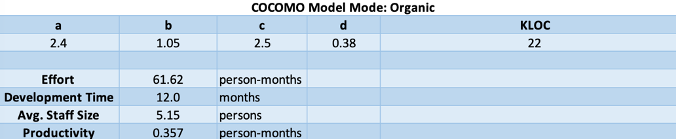 COCOMO Model Mode: Organic
a b c d KLOC
2.4 1.05 2.5 0.38 22
Effort 61.62 person-months
Development Time 12.0 months
Avg. Staff Size 5.15 persons
Productivity 0.357 person-months